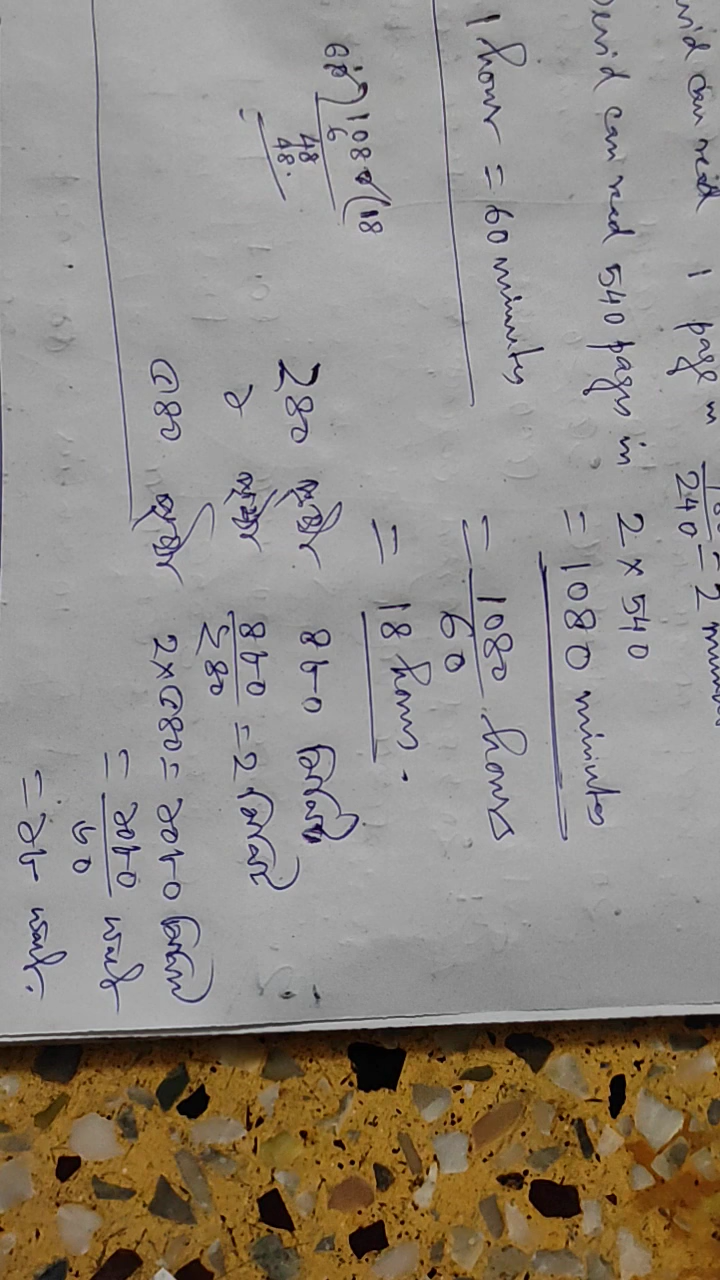 vid can read 1 page in
240 = 2
can read 540 pages in 2 × 540
= 1080 minutes
1 hour = 60 minutes
= 1080/60 hours
= 18 hours.
60)1080(18
6
48
48
২৪০ পৃষ্ঠা ৪৮০ মিনিটে
১ পৃষ্ঠা ৪৮০/২৪০ = ২ মিনিটে
৫৪০ পৃষ্ঠা ২×৫৪০ = ১০৮০ মিনিটে
= ১০৮০/৬০ ঘন্টা
= ১৮ ঘন্টা.